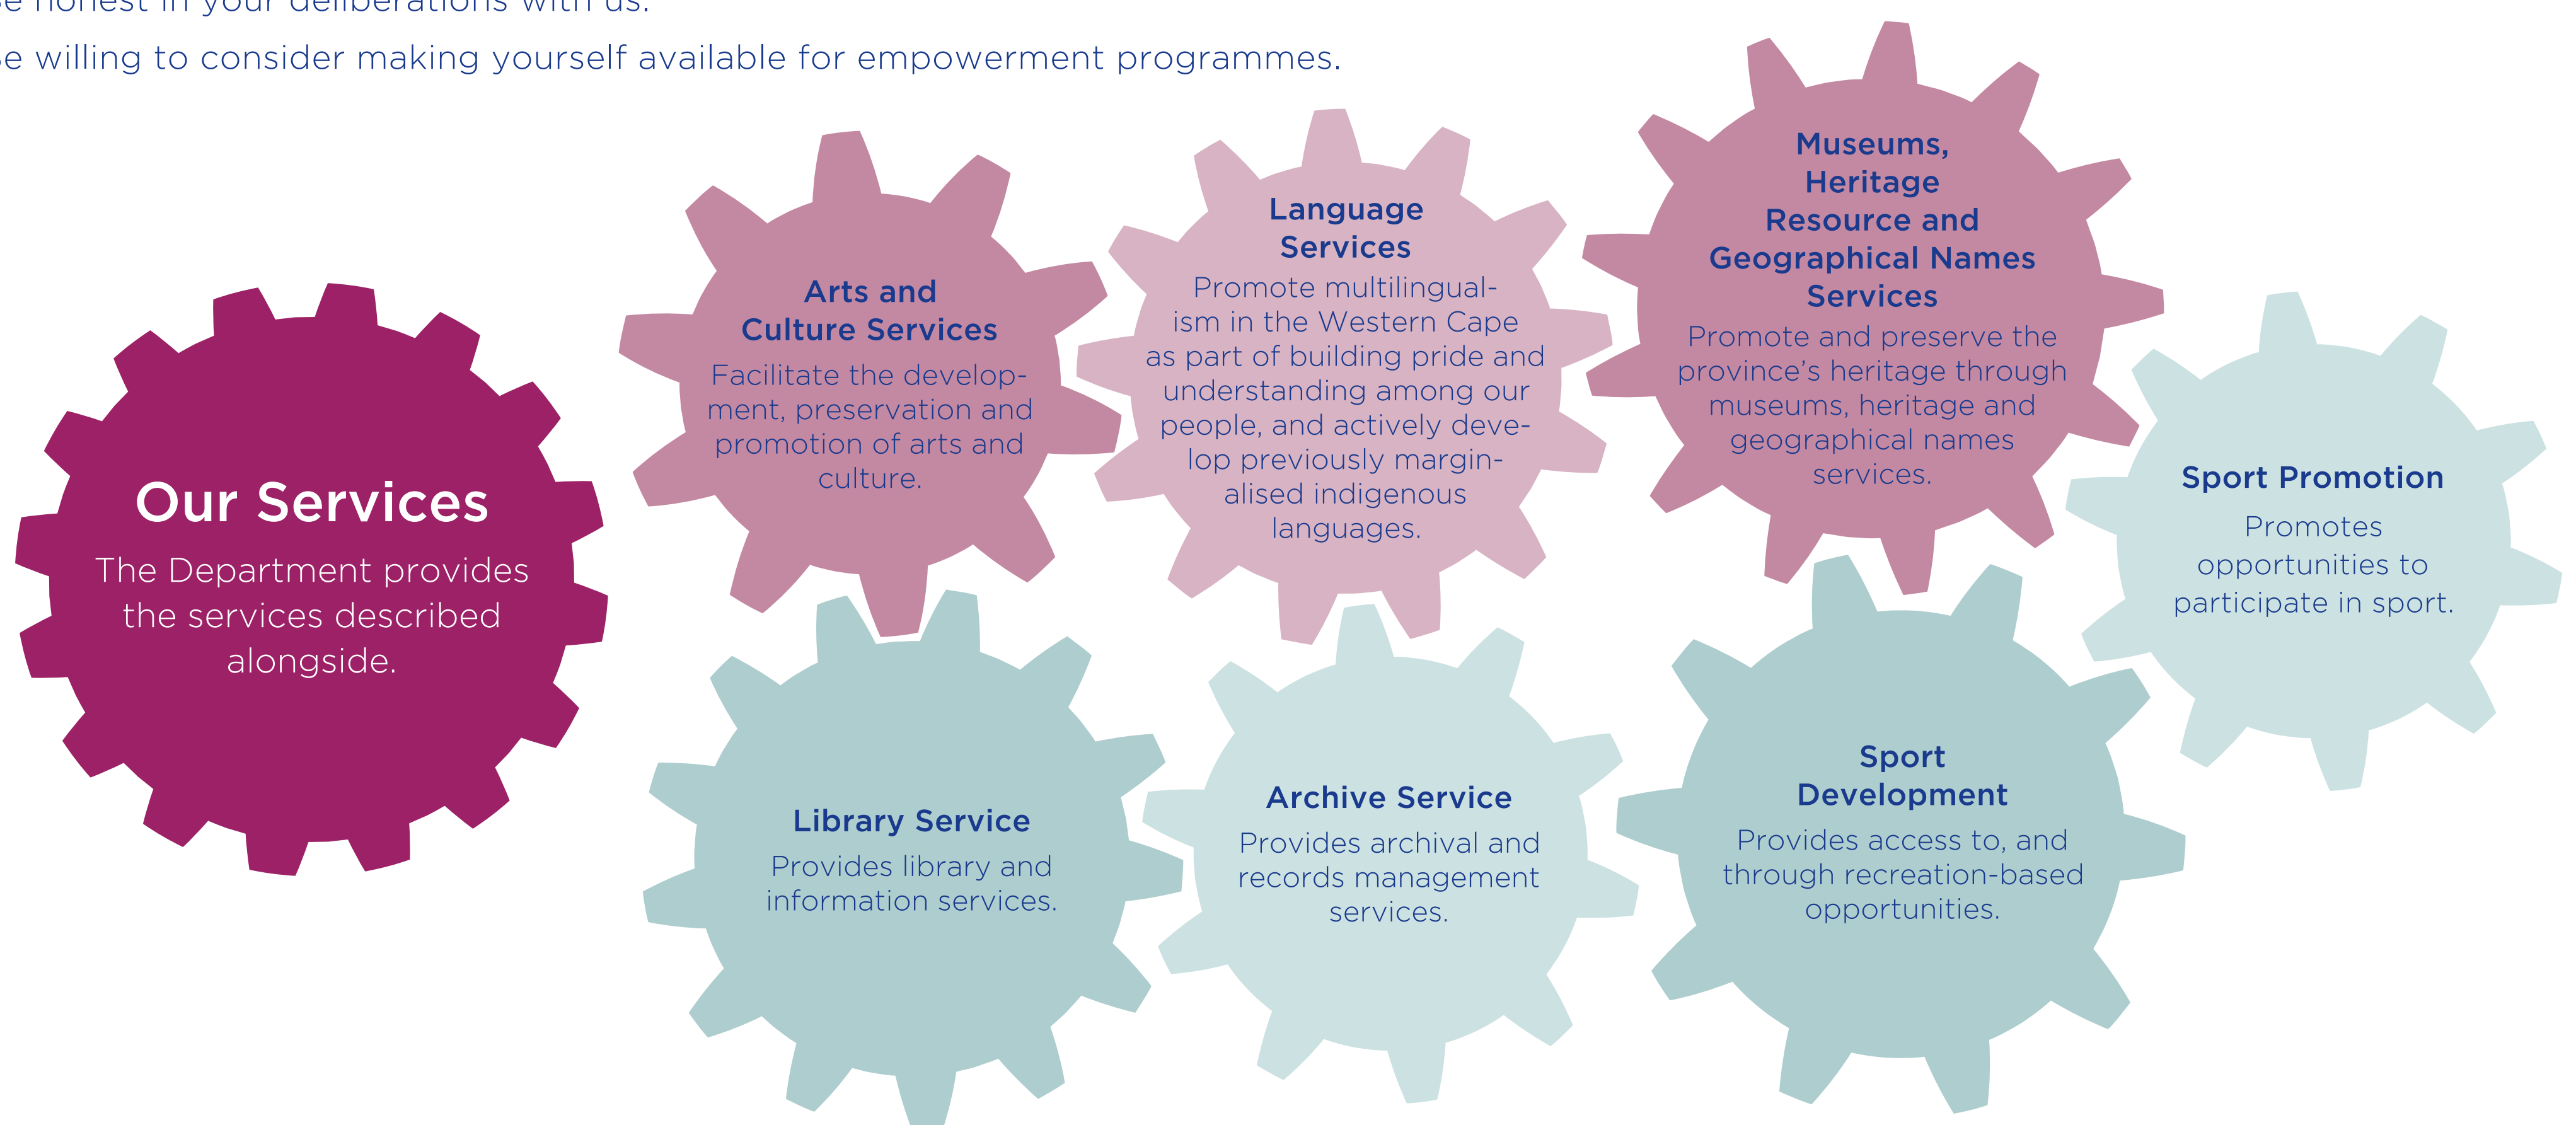 honest in your deliberations with us.
willing to consider making yourself available for empowerment programmes.
Our Services
The Department provides
the services described
alongside.
Arts and
Culture Services
Facilitate the develop-
ment, preservation and
promotion of arts and
culture.
Language
Services
Promote multilingual-
ism in the Western Cape
as part of building pride and
understanding among our
people, and actively deve-
lop previously margin-
alised indigenous
languages.
Museums,
Heritage
Resource and
Geographical Names
Services
Promote and preserve the
province’s heritage through
museums, heritage and
geographical names
services.
Sport Promotion
Promotes
opportunities to
participate in sport.
Library Service
Provides library and
information services.
Archive Service
Provides archival and
records management
services.
Sport
Development
Provides access to, and
through recreation-based
opportunities.